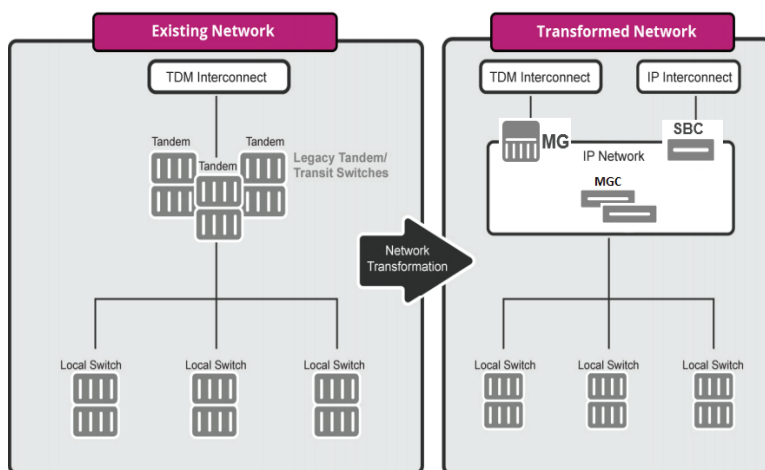 Existing Network
TDM Interconnect
Tandem
Tandem
Tandem
Legacy Tandem/
Transit Switches
Local Switch
Local Switch
Local Switch
Network
Transformation
Transformed Network
TDM Interconnect
IP Interconnect
MG
SBC
IP Network
MGC
Local Switch
Local Switch
Local Switch